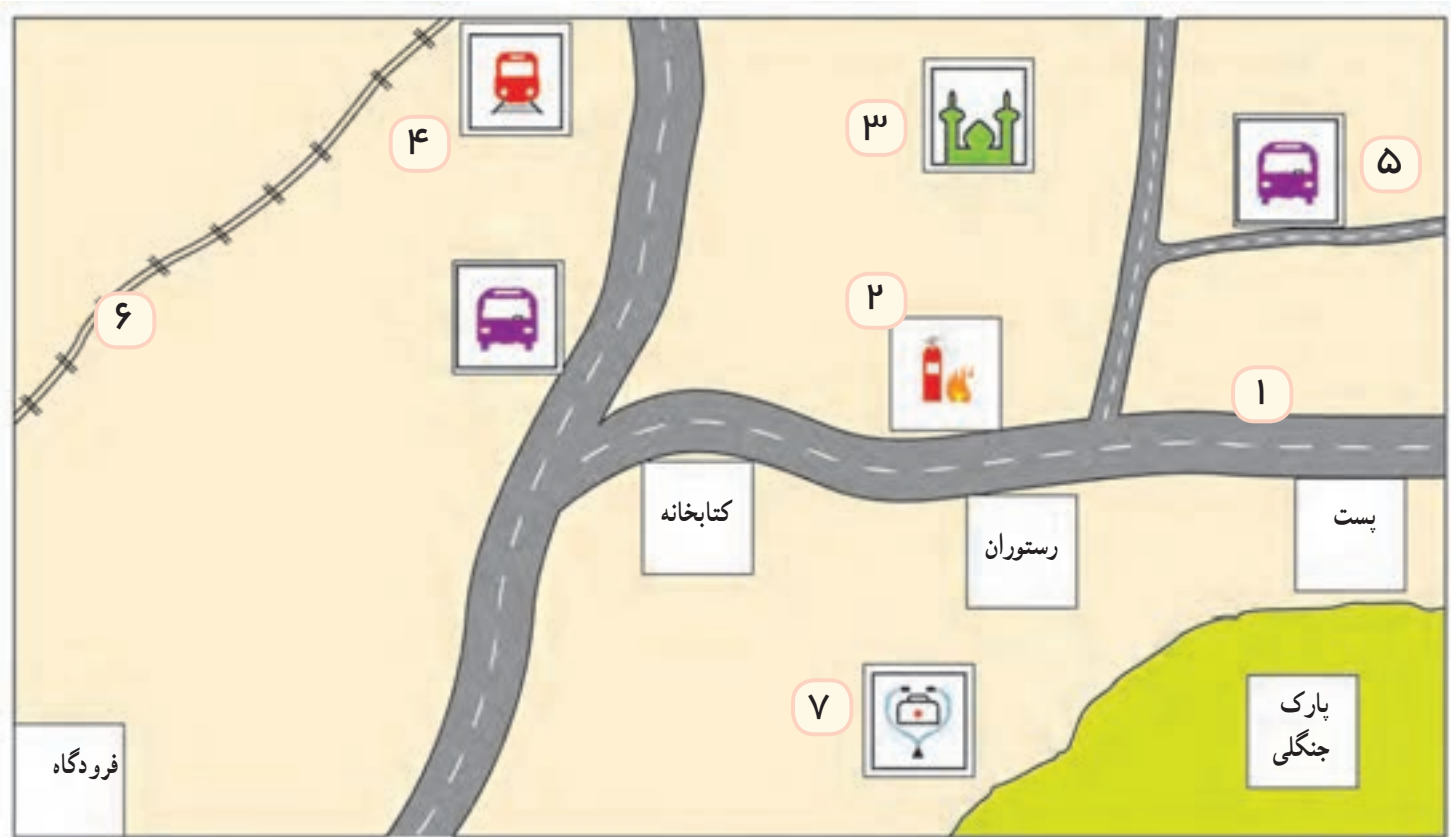 ۴
۳
۵
۶
۲
۱
کتابخانه
رستوران
پست
۷
پارک
جنگلی
فرودگاه